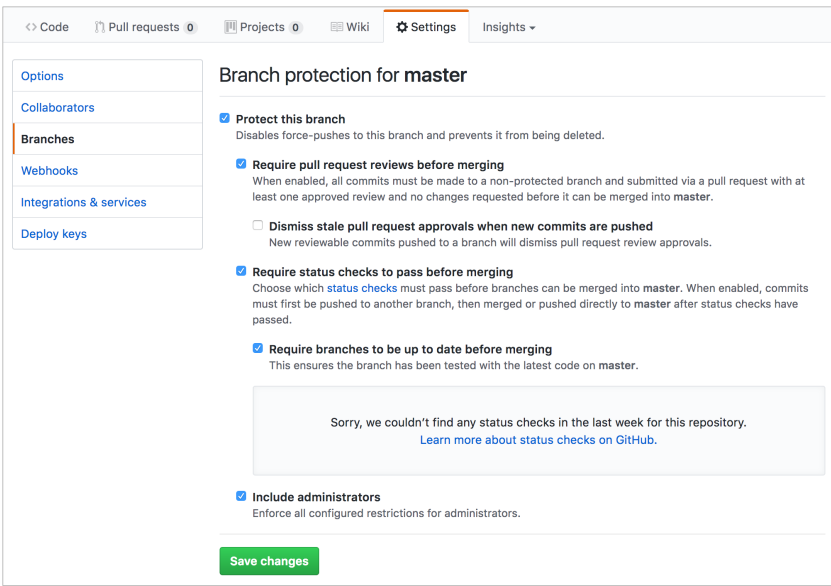 Code Pull requests 0 Projects 0 Wiki Settings Insights
Options
Collaborators
Branches
Webhooks
Integrations & services
Deploy keys
Branch protection for master
Protect this branch
Disables force-pushes to this branch and prevents it from being deleted.
Require pull request reviews before merging
When enabled, all commits must be made to a non-protected branch and submitted via a pull request with at
least one approved review and no changes requested before it can be merged into master.
Dismiss stale pull request approvals when new commits are pushed
New reviewable commits pushed to a branch will dismiss pull request review approvals.
Require status checks to pass before merging
Choose which status checks must pass before branches can be merged into master. When enabled, commits
must first be pushed to another branch, then merged or pushed directly to master after status checks have
passed.
Require branches to be up to date before merging
This ensures the branch has been tested with the latest code on master.
Sorry, we couldn't find any status checks in the last week for this repository.
Learn more about status checks on GitHub.
Include administrators
Enforce all configured restrictions for administrators.
Save changes